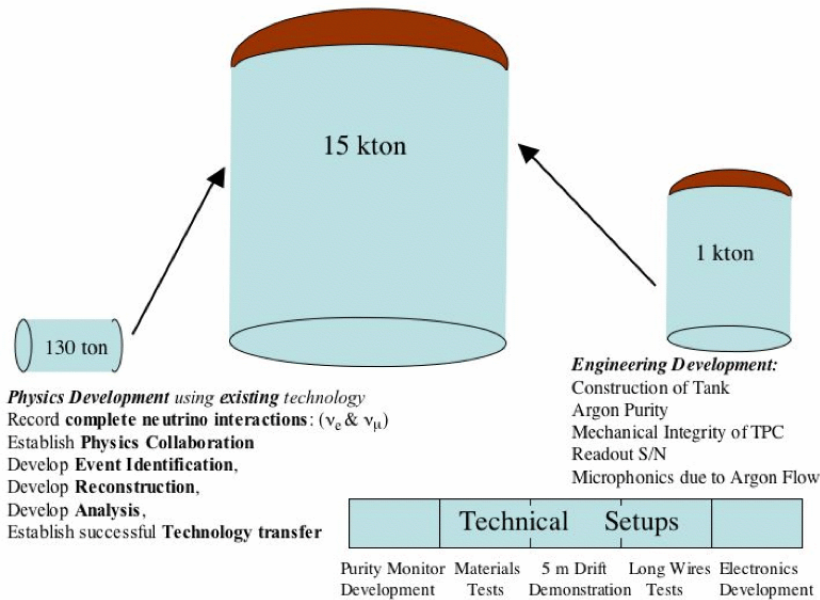 15 kton
1 kton
130 ton
Physics Development using existing technology
Record complete neutrino interactions: (νe & νμ)
Establish Physics Collaboration
Develop Event Identification,
Develop Reconstruction,
Develop Analysis,
Establish successful Technology transfer
Engineering Development:
Construction of Tank
Argon Purity
Mechanical Integrity of TPC
Readout S/N
Microphonics due to Argon Flow
Technical Setups
Purity Monitor Development
Materials Tests
5 m Drift Demonstration
Long Wires Tests
Electronics Development